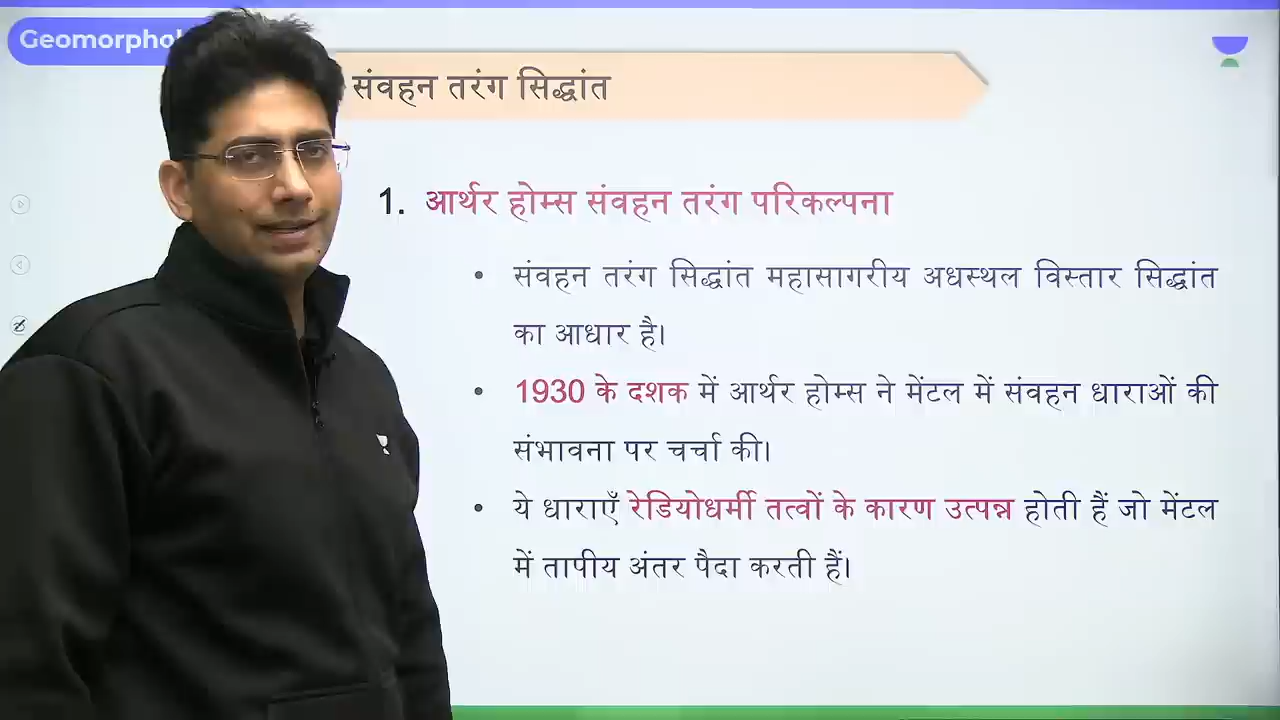 Geomorphol
संवहन तरंग सिद्धांत
1. आर्थर होम्स संवहन तरंग परिकल्पना
• संवहन तरंग सिद्धांत महासागरीय अधस्थल विस्तार सिद्धांत
का आधार है।
• 1930 के दशक में आर्थर होम्स ने मेंटल में संवहन धाराओं की
संभावना पर चर्चा की।
• ये धाराएँ रेडियोधर्मी तत्वों के कारण उत्पन्न होती हैं जो मेंटल
में तापीय अंतर पैदा करती हैं।